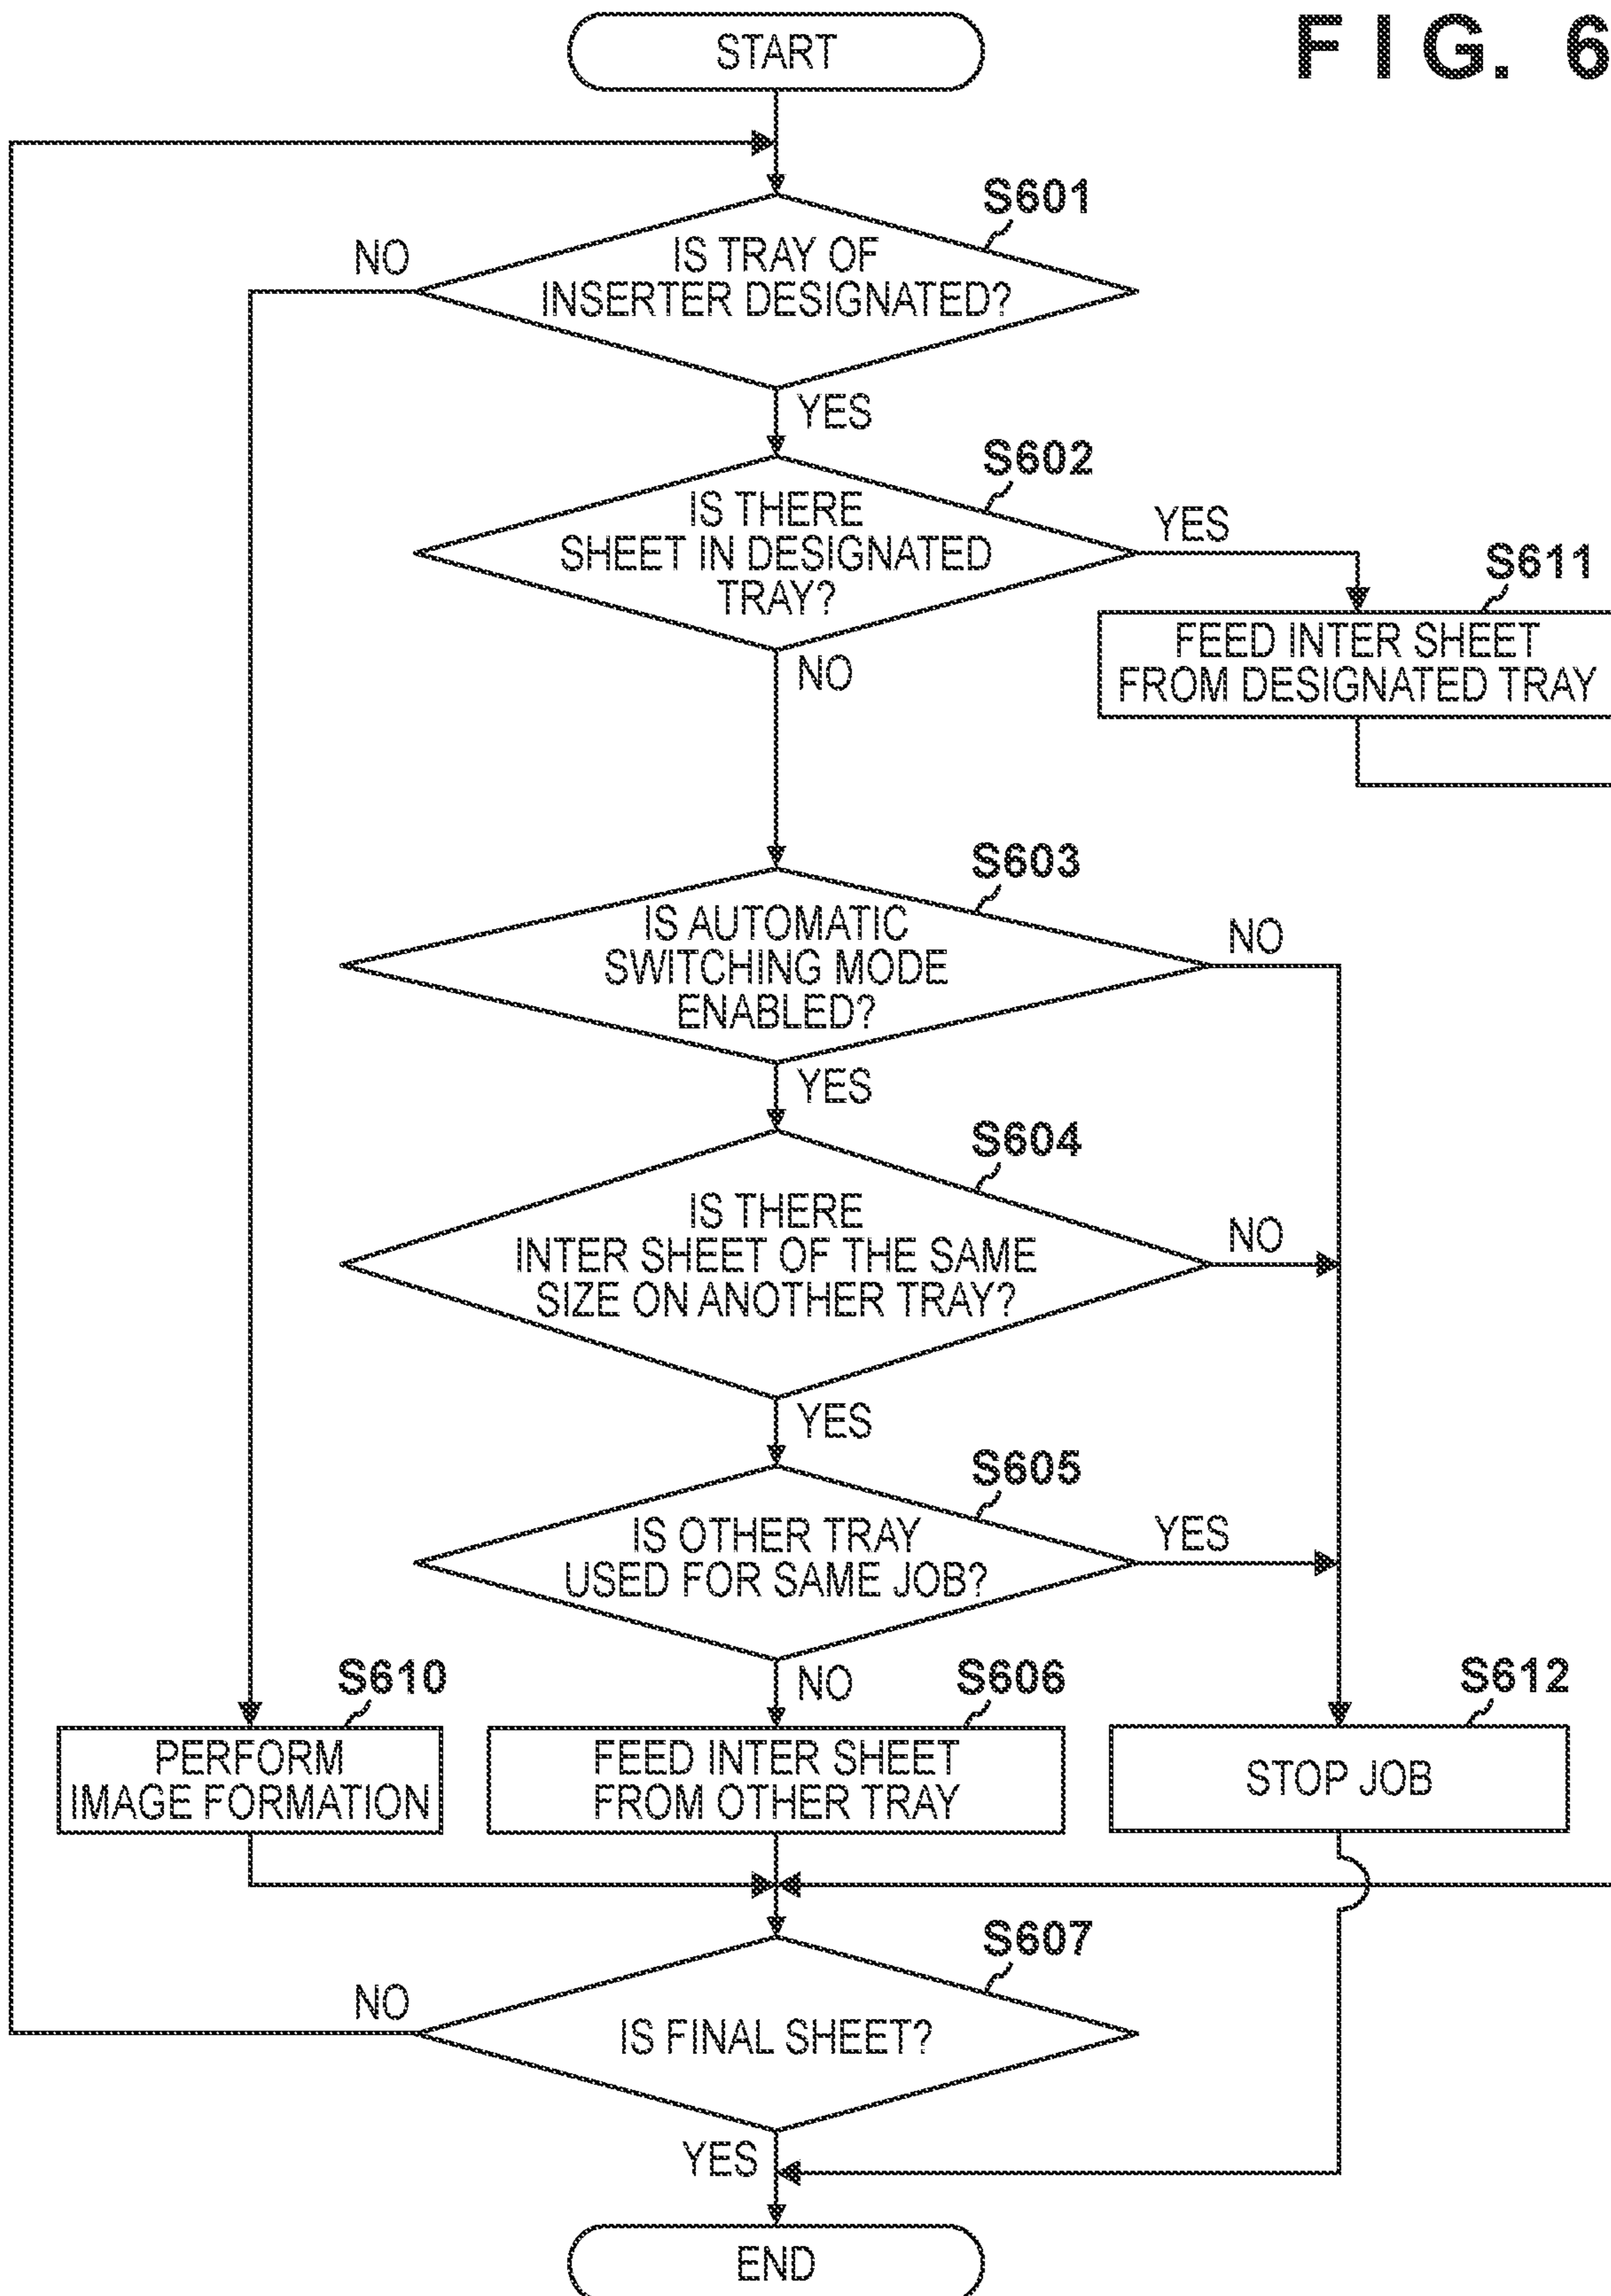 FIG. 6
START
S601
IS TRAY OF
INSERTER DESIGNATED?
NO
YES
S602
IS THERE
SHEET IN DESIGNATED
TRAY?
YES
NO
S611
FEED INTER SHEET
FROM DESIGNATED TRAY
S603
IS AUTOMATIC
SWITCHING MODE
ENABLED?
NO
YES
S604
IS THERE
INTER SHEET OF THE SAME
SIZE ON ANOTHER TRAY?
NO
YES
S605
IS OTHER TRAY
USED FOR SAME JOB?
YES
NO
S610
PERFORM
IMAGE FORMATION
S606
FEED INTER SHEET
FROM OTHER TRAY
S612
STOP JOB
S607
IS FINAL SHEET?
NO
YES
END